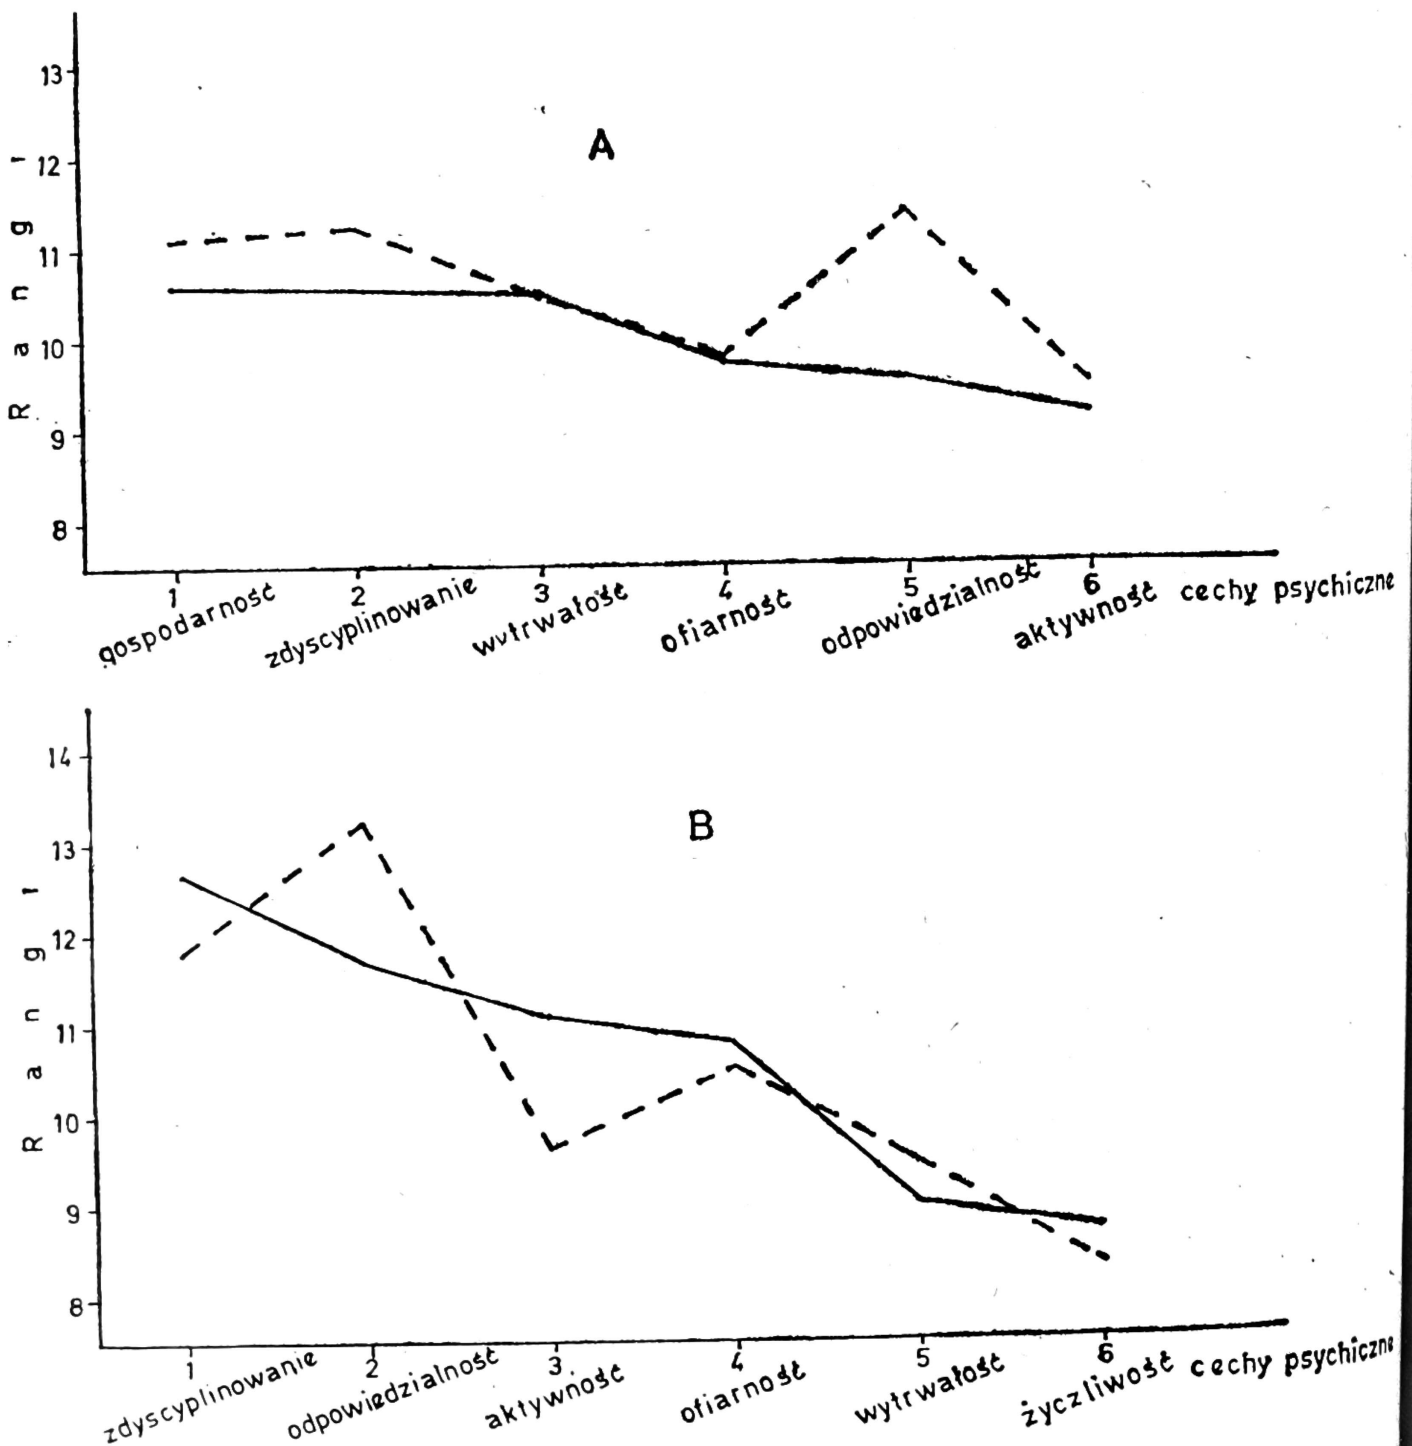 A
13
12
11
10
9
8
Rangi
1 2 3 4 5 6
gospodarność zdyscyplinowanie wytrwałość ofiarność odpowiedzialność aktywność cechy psychiczne
B
14
13
12
11
10
9
8
Rangi
1 2 3 4 5 6
zdyscyplinowanie odpowiedzialność aktywność ofiarność wytrwałość życzliwość cechy psychiczne